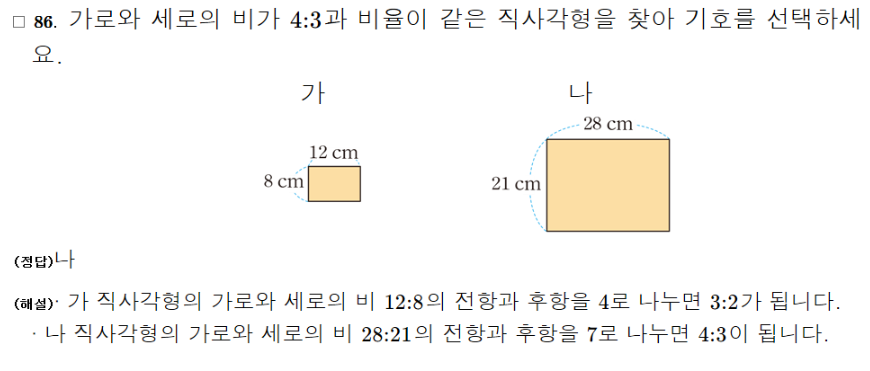 □ 86. 가로와 세로의 비가 4:3과 비율이 같은 직사각형을 찾아 기호를 선택하세
요.
가 나
28 cm
12 cm
8 cm 21 cm
(정답)나
(해설)· 가 직사각형의 가로와 세로의 비 12:8의 전항과 후항을 4로 나누면 3:2가 됩니다.
· 나 직사각형의 가로와 세로의 비 28:21의 전항과 후항을 7로 나누면 4:3이 됩니다.